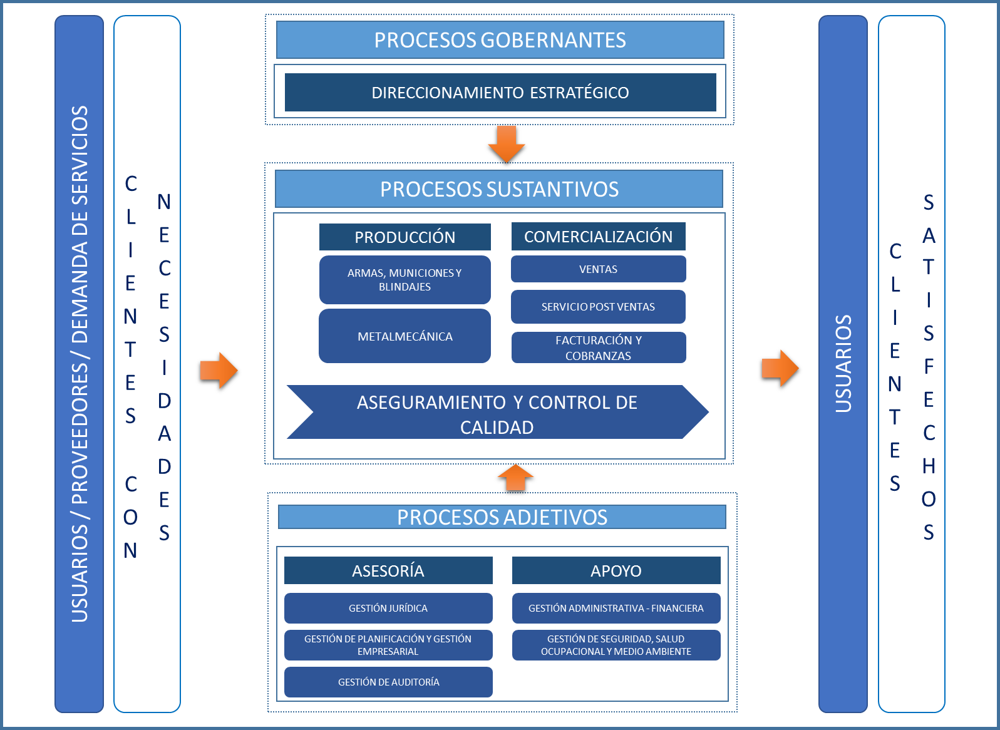 USUARIOS / PROVEEDORES / DEMANDA DE SERVICIOS
CLIENTES CON
NECESIDADES
PROCESOS GOBERNANTES
DIRECCIONAMIENTO ESTRATÉGICO
PROCESOS SUSTANTIVOS
PRODUCCIÓN
ARMAS, MUNICIONES Y
BLINDAJES
METALMECÁNICA
COMERCIALIZACIÓN
VENTAS
SERVICIO POST VENTAS
FACTURACIÓN Y
COBRANZAS
ASEGURAMIENTO Y CONTROL DE
CALIDAD
PROCESOS ADJETIVOS
ASESORÍA
GESTIÓN JURÍDICA
GESTIÓN DE PLANIFICACIÓN Y GESTIÓN
EMPRESARIAL
GESTIÓN DE AUDITORÍA
APOYO
GESTIÓN ADMINISTRATIVA - FINANCIERA
GESTIÓN DE SEGURIDAD, SALUD
OCUPACIONAL Y MEDIO AMBIENTE
USUARIOS
CLIENTES
SATISFECHOS